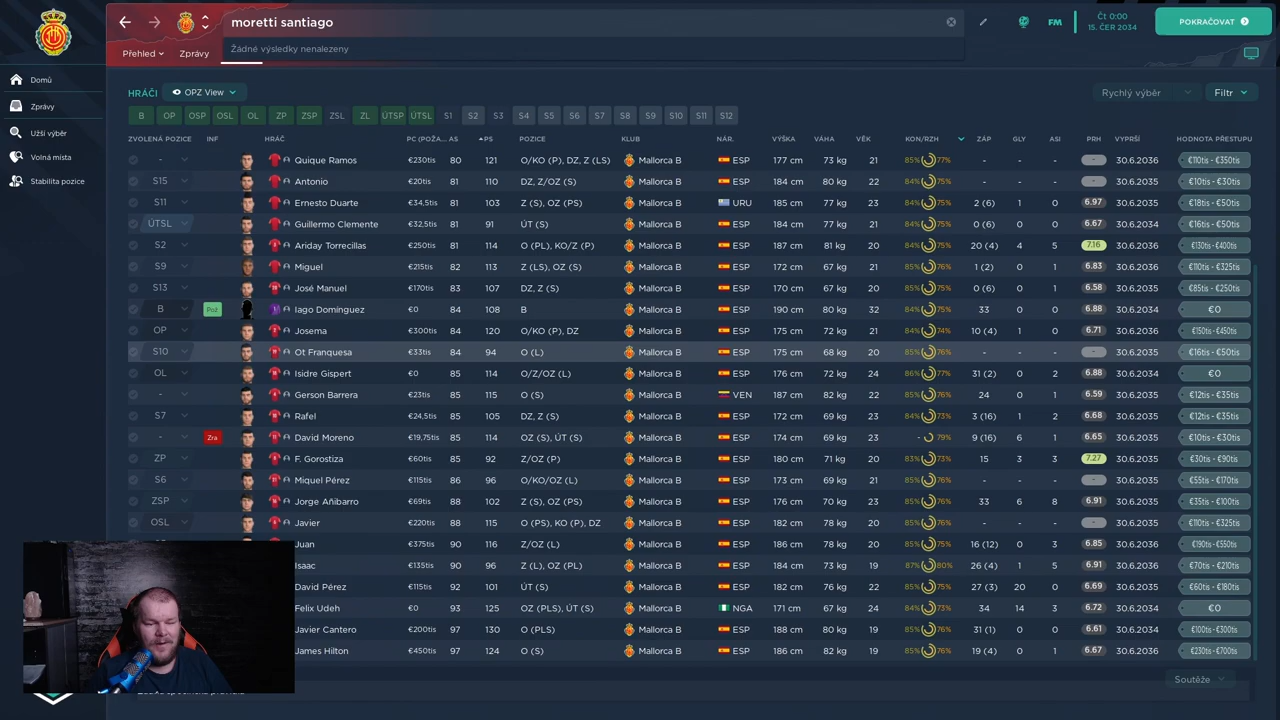 moretti santiago
Čt 0:00
15. ČER 2034
FM
POKRAČOVAT
Přehled
Zprávy
Žádné výsledky nenalezeny
Domů
Zprávy
Užší výběr
Volná místa
Stabilita pozice
HRÁČI
OPZ View
Rychlý výběr
Filtr
B OP OSP OSL OL ZP ZSP ZSL ZL ÚTSP ÚTSL S1 S2 S3 S4 S5 S6 S7 S8 S9 S10 S11 S12
ZVOLENÁ POZICE INF HRÁČ PC (POŽA... AS PS POZICE KLUB NÁR. VÝŠKA VÁHA VĚK KON/RZH ZÁP GLY ASI PRH VYPRŠÍ HODNOTA PŘESTUPU
- Quique Ramos €230tis 80 121 O/KO (P), DZ, Z (LS) Mallorca B ESP 177 cm 73 kg 21 85% 77% - - - - 30.6.2036 €110tis - €350tis
S15 Antonio €20tis 81 110 DZ, Z/OZ (S) Mallorca B ESP 184 cm 80 kg 22 84% 75% - - - - 30.6.2035 €10tis - €30tis
S11 Ernesto Duarte €34,5tis 81 103 Z (S), OZ (PS) Mallorca B URU 185 cm 77 kg 23 84% 75% 2 (6) 1 0 6.97 30.6.2035 €18tis - €50tis
ÚTSL Guillermo Clemente €32,5tis 81 91 ÚT (S) Mallorca B ESP 184 cm 77 kg 21 84% 75% 0 (6) 0 0 6.67 30.6.2034 €16tis - €50tis
S2 Ariday Torrecillas €250tis 81 114 O (PL), KO/Z (P) Mallorca B ESP 187 cm 81 kg 20 84% 75% 20 (4) 4 5 7.16 30.6.2036 €130tis - €400tis
S9 Miguel €115tis 82 113 Z (LS), OZ (S) Mallorca B ESP 172 cm 67 kg 21 85% 76% 1 (2) 0 1 6.83 30.6.2036 €110tis - €325tis
S13 José Manuel €170tis 83 107 DZ, Z (S) Mallorca B ESP 175 cm 67 kg 20 85% 76% 0 (6) 0 1 6.58 30.6.2035 €85tis - €250tis
B Pož Iago Domínguez €0 84 108 B Mallorca B ESP 190 cm 80 kg 32 84% 75% 33 0 0 6.88 30.6.2034 €0
OP Josema €300tis 84 120 O/KO (P), DZ Mallorca B ESP 175 cm 72 kg 21 84% 74% 10 (4) 1 0 6.71 30.6.2036 €150tis - €450tis
S10 Ot Franquesa €33tis 84 94 O (L) Mallorca B ESP 175 cm 68 kg 20 85% 76% - - - - 30.6.2035 €16tis - €50tis
OL Isidre Gispert €0 85 114 O/Z/OZ (L) Mallorca B ESP 176 cm 72 kg 24 86% 77% 31 (2) 0 2 6.88 30.6.2034 €0
- Gerson Barrera €23tis 85 115 O (S) Mallorca B VEN 187 cm 82 kg 22 85% 76% 24 0 1 6.59 30.6.2034 €12tis - €35tis
S7 Rafel €24,5tis 85 105 DZ, Z (S) Mallorca B ESP 172 cm 69 kg 23 84% 73% 3 (16) 1 2 6.68 30.6.2034 €12tis - €35tis
- Zra David Moreno €19,75tis 85 114 OZ (S), ÚT (S) Mallorca B ESP 174 cm 69 kg 23 - 79% 9 (16) 6 1 6.65 30.6.2034 €10tis - €30tis
ZP F. Gorostiza €60tis 85 92 Z/OZ (P) Mallorca B ESP 180 cm 71 kg 20 83% 73% 15 3 3 7.27 30.6.2034 €30tis - €90tis
S6 Miquel Pérez €115tis 86 96 O/KO/OZ (L) Mallorca B ESP 173 cm 69 kg 21 85% 76% - - - - 30.6.2036 €55tis - €170tis
ZSP Jorge Añibarro €69tis 88 102 Z (S), OZ (PS) Mallorca B ESP 176 cm 70 kg 23 85% 76% 33 6 8 6.91 30.6.2034 €35tis - €100tis
OSL Javier €220tis 88 115 O (PS), KO (P), DZ Mallorca B ESP 182 cm 78 kg 20 85% 76% - - - - 30.6.2035 €110tis - €325tis
Juan €375tis 90 116 Z/OZ (L) Mallorca B ESP 186 cm 78 kg 20 85% 75% 16 (12) 0 3 6.85 30.6.2034 €190tis - €550tis
Isaac €135tis 90 96 Z (L), OZ (PL) Mallorca B ESP 184 cm 73 kg 19 87% 80% 26 (4) 1 5 6.91 30.6.2034 €70tis - €210tis
David Pérez €115tis 92 101 ÚT (S) Mallorca B ESP 182 cm 76 kg 22 85% 76% 27 (3) 20 0 6.69 30.6.2034 €60tis - €180tis
Felix Udeh €0 93 125 OZ (PLS), ÚT (S) Mallorca B NGA 171 cm 67 kg 24 84% 73% 34 14 3 6.72 30.6.2034 €0
Javier Cantero €200tis 97 130 O (PLS) Mallorca B ESP 188 cm 80 kg 19 85% 76% 31 (1) 0 0 6.61 30.6.2034 €100tis - €300tis
James Hilton €450tis 97 124 O (S) Mallorca B ESP 186 cm 82 kg 19 85% 76% 19 (4) 0 1 6.67 30.6.2035 €230tis - €700tis
Soutěže